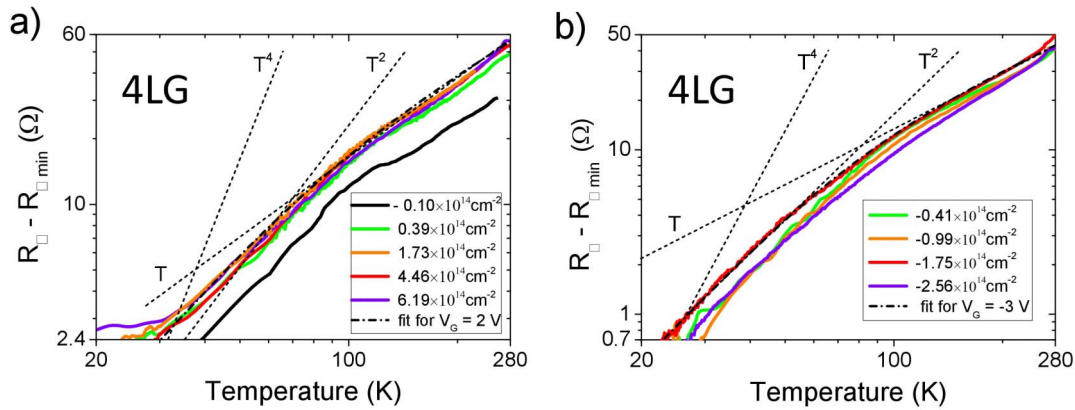 a)
60
10
2.4
R□ - R□ min (Ω)
4LG
T⁴
T²
T
- 0.10×10¹⁴cm⁻²
0.39×10¹⁴cm⁻²
1.73×10¹⁴cm⁻²
4.46×10¹⁴cm⁻²
6.19×10¹⁴cm⁻²
fit for V_G = 2 V
20 100 280
Temperature (K)
b)
50
10
1
0.7
R□ - R□ min (Ω)
4LG
T⁴
T²
T
-0.41×10¹⁴cm⁻²
-0.99×10¹⁴cm⁻²
-1.75×10¹⁴cm⁻²
-2.56×10¹⁴cm⁻²
fit for V_G = -3 V
20 100 280
Temperature (K)